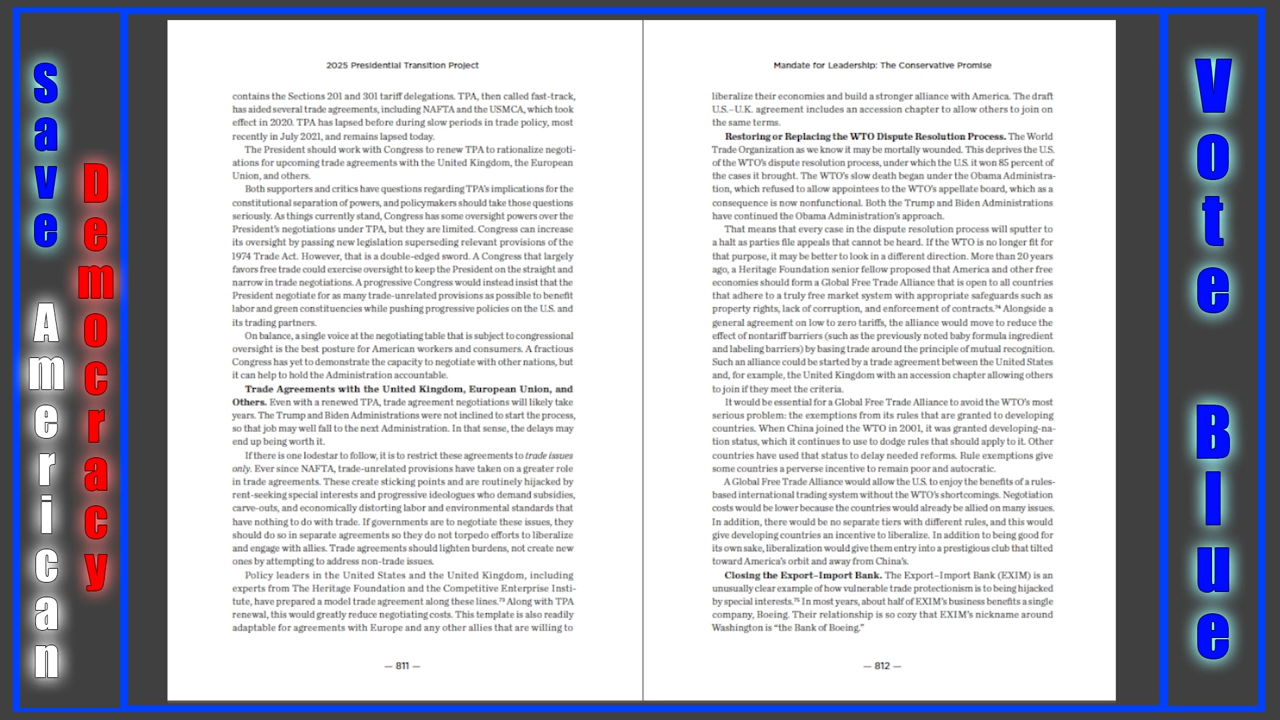 Save American
Democracy
2025 Presidential Transition Project
contains the Sections 201 and 301 tariff delegations. TPA, then called fast-track,
has aided several trade agreements, including NAFTA and the USMCA, which took
effect in 2020. TPA has lapsed before during slow periods in trade policy, most
recently in July 2021, and remains lapsed today.
The President should work with Congress to renew TPA to rationalize negoti-
ations for upcoming trade agreements with the United Kingdom, the European
Union, and others.
Both supporters and critics have questions regarding TPA's implications for the
constitutional separation of powers, and policymakers should take those questions
seriously. As things currently stand, Congress has some oversight powers over the
President's negotiations under TPA, but they are limited. Congress can increase
its oversight by passing new legislation superseding relevant provisions of the
1974 Trade Act. However, that is a double-edged sword. A Congress that largely
favors free trade could exercise oversight to keep the President on the straight and
narrow in trade negotiations. A progressive Congress would instead insist that the
President negotiate for as many trade-unrelated provisions as possible to benefit
labor and green constituencies while pushing progressive policies on the U.S. and
its trading partners.
On balance, a single voice at the negotiating table that is subject to congressional
oversight is the best posture for American workers and consumers. A fractious
Congress has yet to demonstrate the capacity to negotiate with other nations, but
it can help to hold the Administration accountable.
Trade Agreements with the United Kingdom, European Union, and
Others. Even with a renewed TPA, trade agreement negotiations will likely take
years. The Trump and Biden Administrations were not inclined to start the process,
so that job may well fall to the next Administration. In that sense, the delays may
end up being worth it.
If there is one lodestar to follow, it is to restrict these agreements to trade issues
only. Ever since NAFTA, trade-unrelated provisions have taken on a greater role
in trade agreements. These create sticking points and are routinely hijacked by
rent-seeking special interests and progressive ideologues who demand subsidies,
carve-outs, and economically distorting labor and environmental standards that
have nothing to do with trade. If governments are to negotiate these issues, they
should do so in separate agreements so they do not torpedo efforts to liberalize
and engage with allies. Trade agreements should lighten burdens, not create new
ones by attempting to address non-trade issues.
Policy leaders in the United States and the United Kingdom, including
experts from The Heritage Foundation and the Competitive Enterprise Insti-
tute, have prepared a model trade agreement along these lines.73 Along with TPA
renewal, this would greatly reduce negotiating costs. This template is also readily
adaptable for agreements with Europe and any other allies that are willing to
— 811 —
Mandate for Leadership: The Conservative Promise
liberalize their economies and build a stronger alliance with America. The draft
U.S.–U.K. agreement includes an accession chapter to allow others to join on
the same terms.
Restoring or Replacing the WTO Dispute Resolution Process. The World
Trade Organization as we know it may be mortally wounded. This deprives the U.S.
of the WTO's dispute resolution process, under which the U.S. it won 85 percent of
the cases it brought. The WTO's slow death began under the Obama Administra-
tion, which refused to allow appointees to the WTO's appellate board, which as a
consequence is now nonfunctional. Both the Trump and Biden Administrations
have continued the Obama Administration's approach.
That means that every case in the dispute resolution process will sputter to
a halt as parties file appeals that cannot be heard. If the WTO is no longer fit for
that purpose, it may be better to look in a different direction. More than 20 years
ago, a Heritage Foundation senior fellow proposed that America and other free
economies should form a Global Free Trade Alliance that is open to all countries
that adhere to a truly free market system with appropriate safeguards such as
property rights, lack of corruption, and enforcement of contracts.74 Alongside a
general agreement on low to zero tariffs, the alliance would move to reduce the
effect of nontariff barriers (such as the previously noted baby formula ingredient
and labeling barriers) by basing trade around the principle of mutual recognition.
Such an alliance could be started by a trade agreement between the United States
and, for example, the United Kingdom with an accession chapter allowing others
to join if they meet the criteria.
It would be essential for a Global Free Trade Alliance to avoid the WTO's most
serious problem: the exemptions from its rules that are granted to developing
countries. When China joined the WTO in 2001, it was granted developing-na-
tion status, which it continues to use to dodge rules that should apply to it. Other
countries have used that status to delay needed reforms. Rule exemptions give
some countries a perverse incentive to remain poor and autocratic.
A Global Free Trade Alliance would allow the U.S. to enjoy the benefits of a rules-
based international trading system without the WTO's shortcomings. Negotiation
costs would be lower because the countries would already be allied on many issues.
In addition, there would be no separate tiers with different rules, and this would
give developing countries an incentive to liberalize. In addition to being good for
its own sake, liberalization would give them entry into a prestigious club that tilted
toward America's orbit and away from China's.
Closing the Export–Import Bank. The Export–Import Bank (EXIM) is an
unusually clear example of how vulnerable trade protectionism is to being hijacked
by special interests.75 In most years, about half of EXIM's business benefits a single
company, Boeing. Their relationship is so cozy that EXIM's nickname around
Washington is “the Bank of Boeing.”
— 812 —
Vote Blue